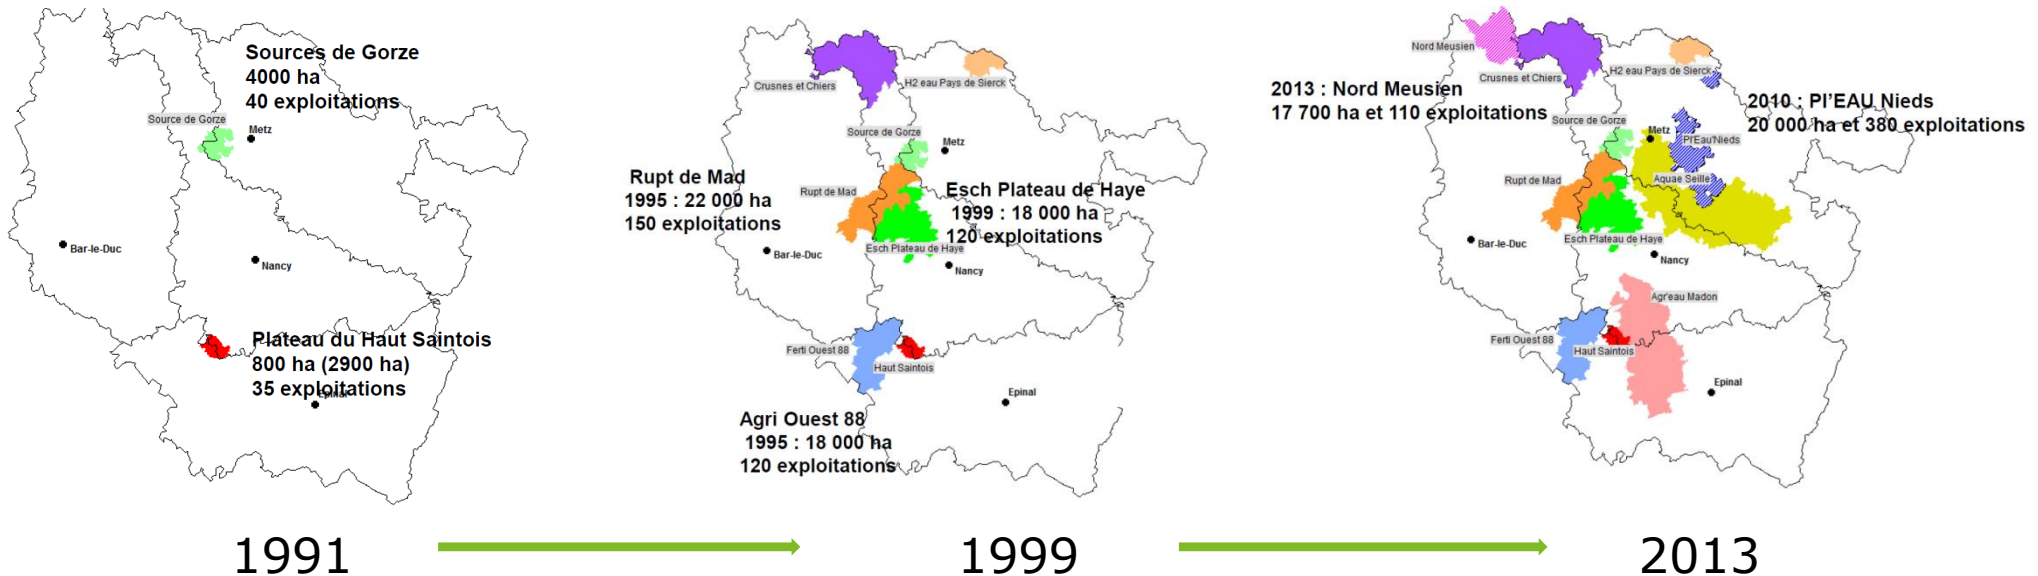 Sources de Gorze
4000 ha
40 exploitations
Source de Gorze
Metz
Bar-le-Duc
Nancy
Plateau du Haut Saintois
800 ha (2900 ha)
35 exploitations
Epinal
1991
Crusnes et Chiers
H2 eau Pays de Sierck
Source de Gorze
Metz
Rupt de Mad
1995 : 22 000 ha
150 exploitations
Rupt de Mad
Esch Plateau de Haye
1999 : 18 000 ha
120 exploitations
Esch Plateau de Haye
Bar-le-Duc
Nancy
Ferti Ouest 88
Haut Saintois
Epinal
Agri Ouest 88
1995 : 18 000 ha
120 exploitations
1999
Nord Meusien
Crusnes et Chiers
H2 eau Pays de Sierck
2013 : Nord Meusien
17 700 ha et 110 exploitations
2010 : Pl'EAU Nieds
20 000 ha et 380 exploitations
Source de Gorze
Metz
Pl'Eau'Nieds
Rupt de Mad
Aquae Seille
Esch Plateau de Haye
Bar-le-Duc
Nancy
Agr'eau Madon
Ferti Ouest 88
Haut Saintois
Epinal
2013